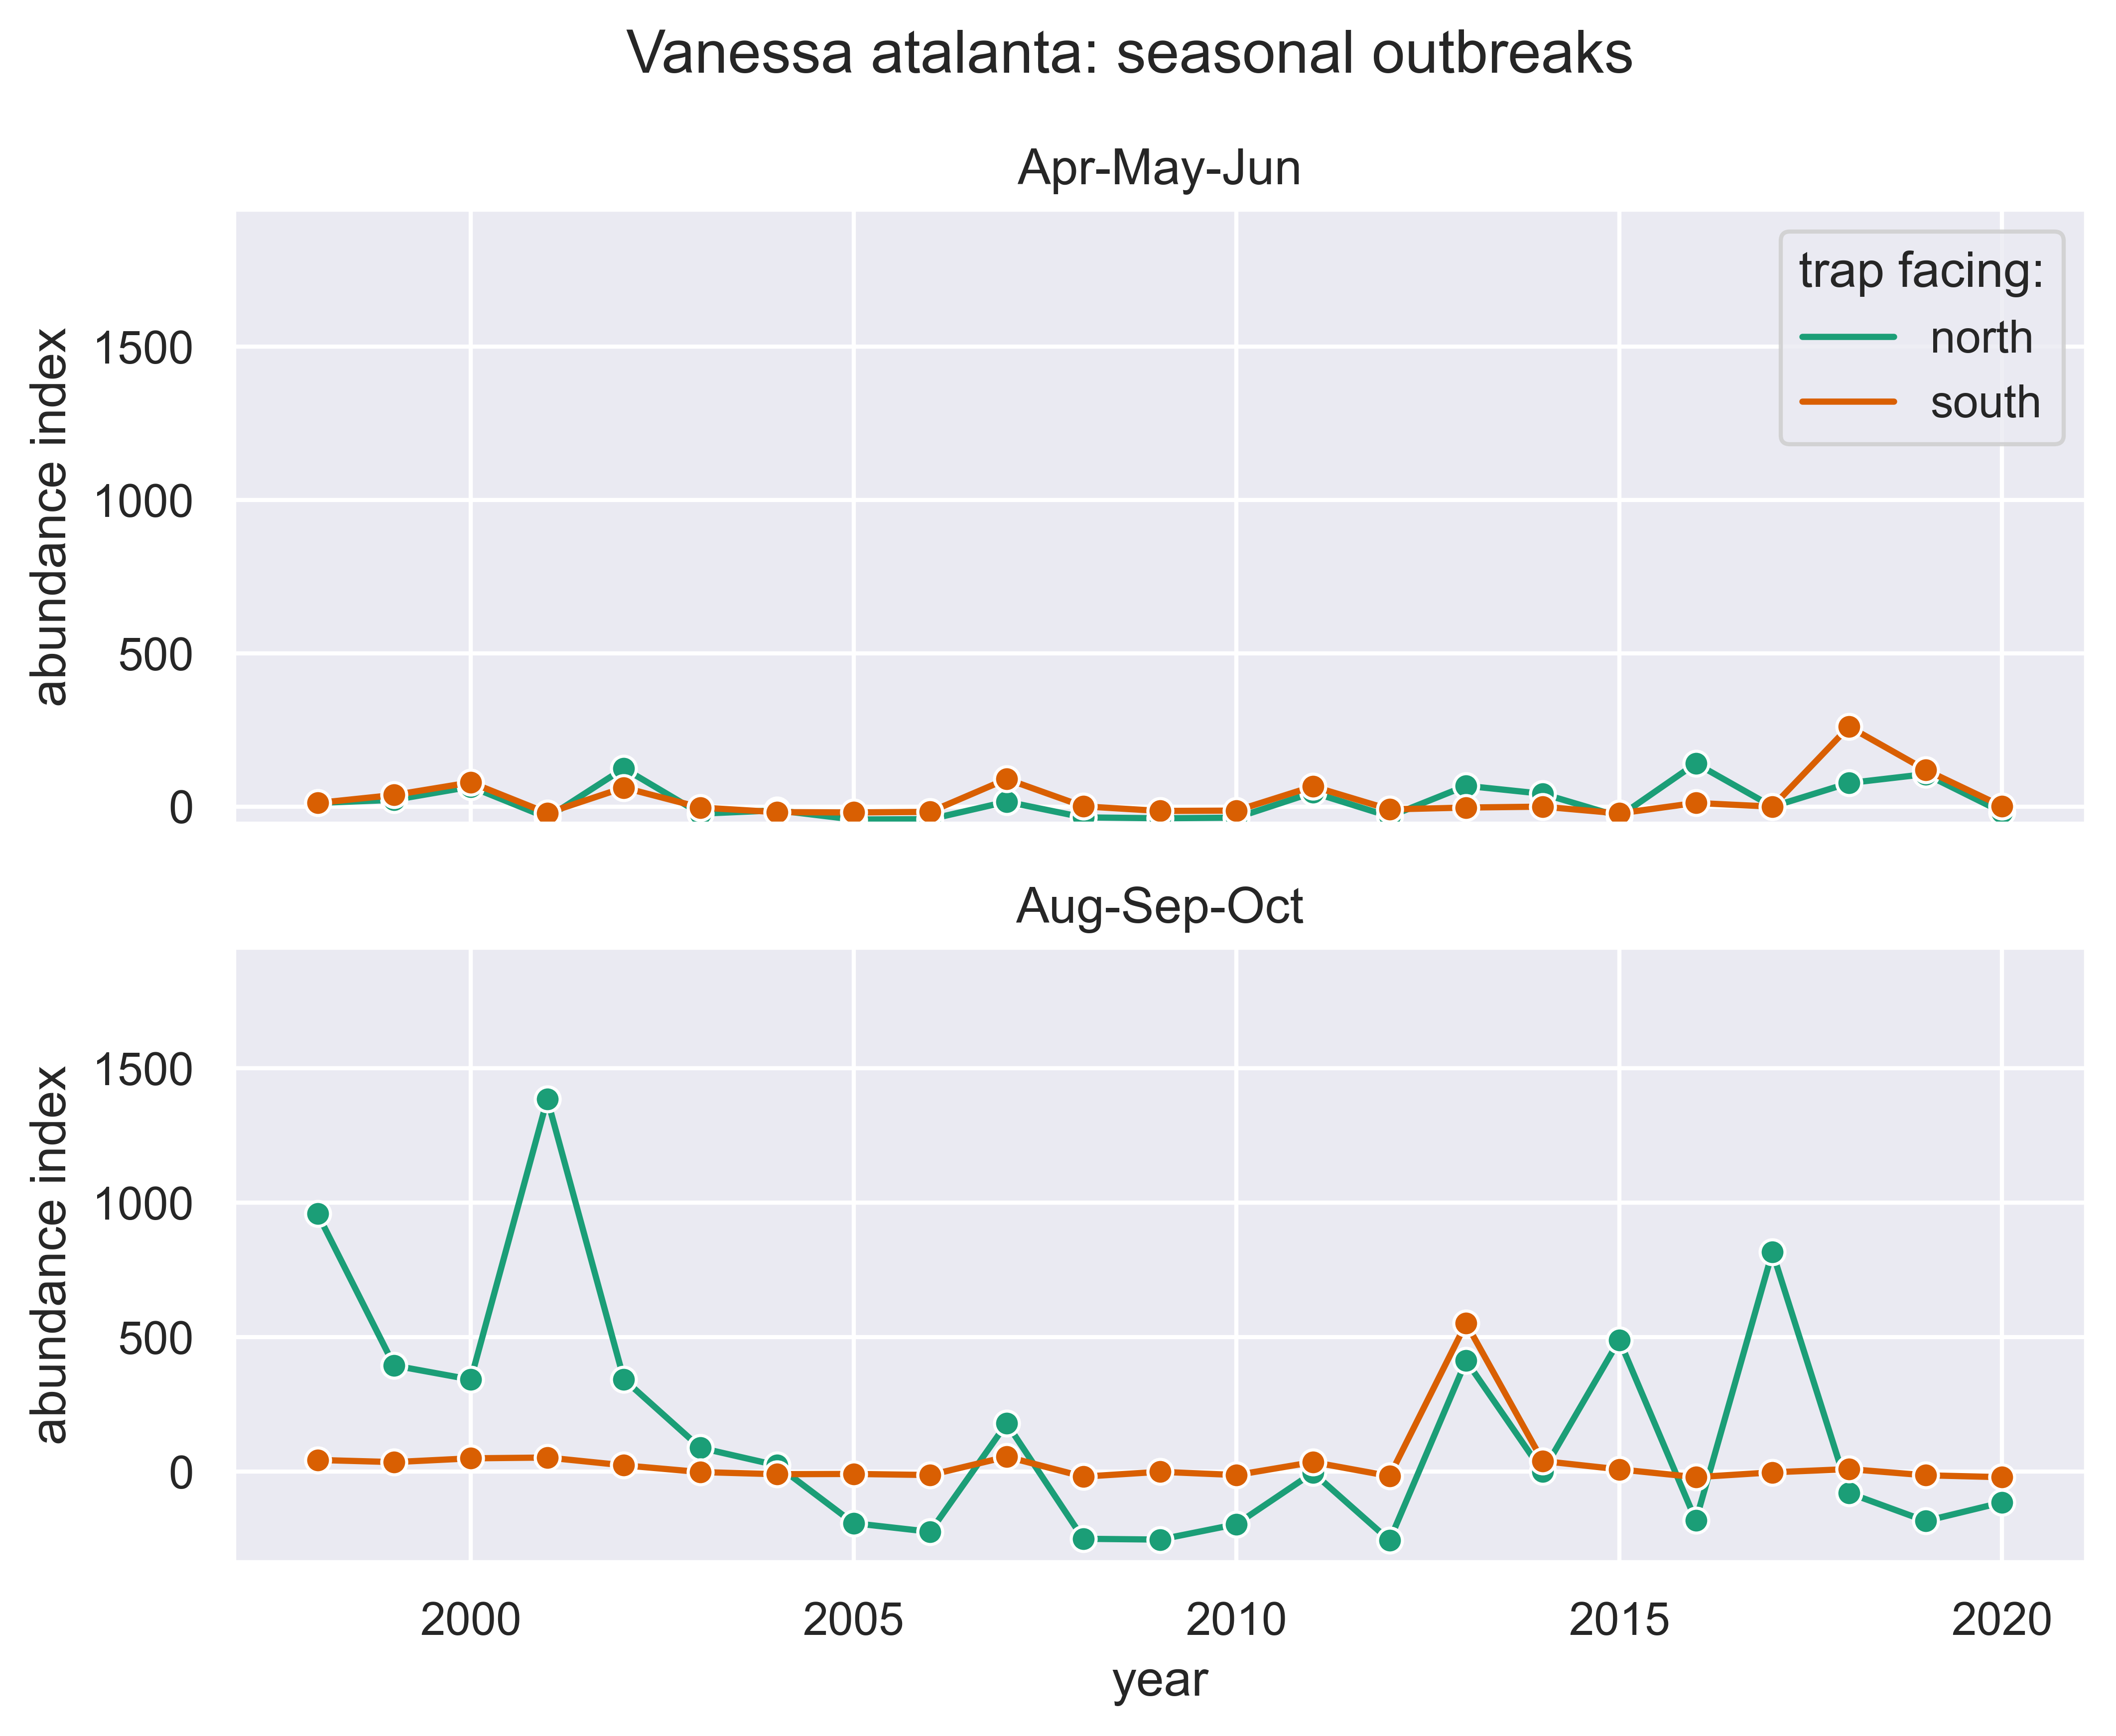 Vanessa atalanta: seasonal outbreaks
Apr-May-Jun
trap facing:
north
south
1500
1000
500
0
abundance index
Aug-Sep-Oct
1500
1000
500
0
abundance index
2000 2005 2010 2015 2020
year